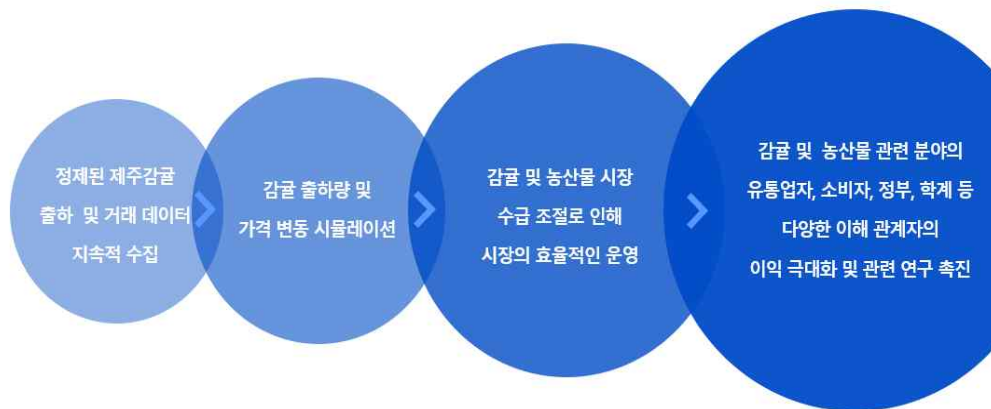 정제된 제주감귤
출하 및 거래 데이터
지속적 수집
감귤 출하량 및
가격 변동 시뮬레이션
감귤 및 농산물 시장
수급 조절로 인해
시장의 효율적인 운영
감귤 및 농산물 관련 분야의
유통업자, 소비자, 정부, 학계 등
다양한 이해 관계자의
이익 극대화 및 관련 연구 촉진